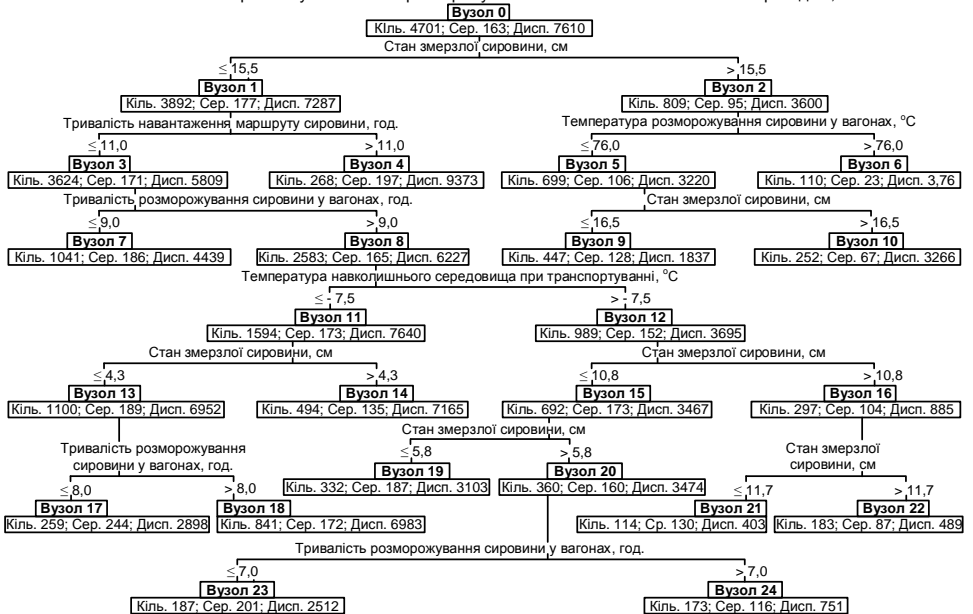 Вузол 0
Кіль. 4701; Сер. 163; Дисп. 7610
Стан змерзлої сировини, см
≤ 15,5 > 15,5
Вузол 1 Вузол 2
Кіль. 3892; Сер. 177; Дисп. 7287 Кіль. 809; Сер. 95; Дисп. 3600
Тривалість навантаження маршруту сировини, год. Температура розморожування сировини у вагонах, °С
≤ 11,0 > 11,0 ≤ 76,0 > 76,0
Вузол 3 Вузол 4 Вузол 5 Вузол 6
Кіль. 3624; Сер. 171; Дисп. 5809 Кіль. 268; Сер. 197; Дисп. 9373 Кіль. 699; Сер. 106; Дисп. 3220 Кіль. 110; Сер. 23; Дисп. 3,76
Тривалість розморожування сировини у вагонах, год. Стан змерзлої сировини, см
≤ 9,0 > 9,0 ≤ 16,5 > 16,5
Вузол 7 Вузол 8 Вузол 9 Вузол 10
Кіль. 1041; Сер. 186; Дисп. 4439 Кіль. 2583; Сер. 165; Дисп. 6227 Кіль. 447; Сер. 128; Дисп. 1837 Кіль. 252; Сер. 67; Дисп. 3266
Температура навколишнього середовища при транспортуванні, °С
≤ - 7,5 > - 7,5
Вузол 11 Вузол 12
Кіль. 1594; Сер. 173; Дисп. 7640 Кіль. 989; Сер. 152; Дисп. 3695
Стан змерзлої сировини, см Стан змерзлої сировини, см
≤ 4,3 > 4,3 ≤ 10,8 > 10,8
Вузол 13 Вузол 14 Вузол 15 Вузол 16
Кіль. 1100; Сер. 189; Дисп. 6952 Кіль. 494; Сер. 135; Дисп. 7165 Кіль. 692; Сер. 173; Дисп. 3467 Кіль. 297; Сер. 104; Дисп. 885
Стан змерзлої сировини, см
Тривалість розморожування Стан змерзлої
сировини у вагонах, год. сировини, см
≤ 5,8 > 5,8
Вузол 19 Вузол 20
Кіль. 332; Сер. 187; Дисп. 3103 Кіль. 360; Сер. 160; Дисп. 3474
≤ 8,0 > 8,0 ≤ 11,7 > 11,7
Вузол 17 Вузол 18 Вузол 21 Вузол 22
Кіль. 259; Сер. 244; Дисп. 2898 Кіль. 841; Сер. 172; Дисп. 6983 Кіль. 114; Ср. 130; Дисп. 403 Кіль. 183; Сер. 87; Дисп. 489
Тривалість розморожування сировини у вагонах, год.
≤ 7,0 > 7,0
Вузол 23 Вузол 24
Кіль. 187; Сер. 201; Дисп. 2512 Кіль. 173; Сер. 116; Дисп. 751